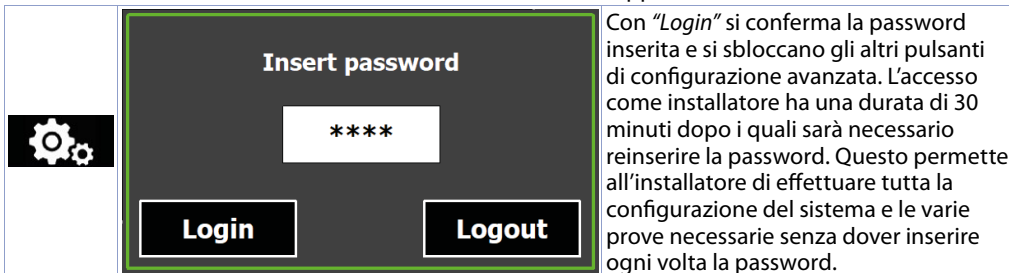 Insert password
****
Login
Logout
Con “Login” si conferma la password
inserita e si sbloccano gli altri pulsanti
di configurazione avanzata. L’accesso
come installatore ha una durata di 30
minuti dopo i quali sarà necessario
reinserire la password. Questo permette
all’installatore di effettuare tutta la
configurazione del sistema e le varie
prove necessarie senza dover inserire
ogni volta la password.